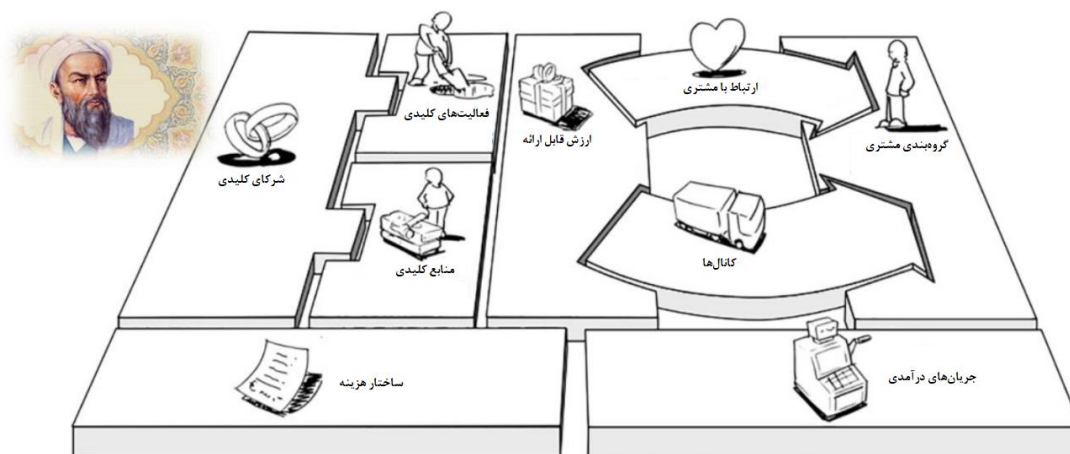 ارتباط با مشتری
فعالیت‌های کلیدی
ارزش قابل ارائه
گروه‌بندی مشتری
شرکای کلیدی
کانال‌ها
منابع کلیدی
جریان‌های درآمدی
ساختار هزینه